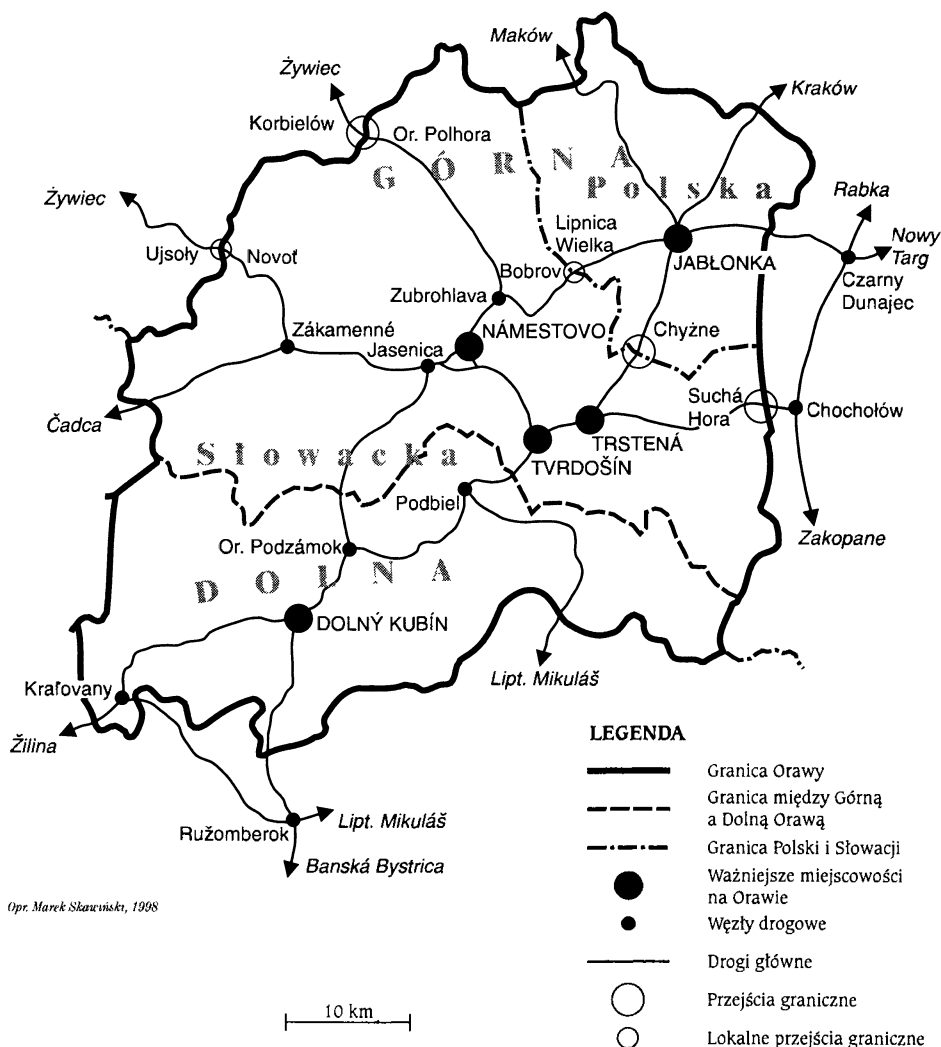 Maków
Żywiec
Kraków
Korbielów
Or. Polhora
GÓRNA
Polska
Żywiec
Rabka
Lipnica
Wielka
Nowy
Targ
Ujsoły
Novoť
Bobrov
JABŁONKA
Czarny
Dunajec
Zubrohlava
Zákamenné
NÁMESTOVO
Chyżne
Jasenica
Suchá
Hora
Chochołów
Čadca
TRSTENÁ
Słowacka
TVRDOŠÍN
Podbiel
Zakopane
Or. Podzámok
DOLNA
DOLNÝ KUBÍN
Lipt. Mikuláš
Kraľovany
Žilina
LEGENDA
Granica Orawy
Granica między Górną
a Dolną Orawą
Lipt. Mikuláš
Ružomberok
Granica Polski i Słowacji
Banská Bystrica
Ważniejsze miejscowości
na Orawie
Opr. Marek Skawiński, 1998
Węzły drogowe
Drogi główne
Przejścia graniczne
10 km
Lokalne przejścia graniczne